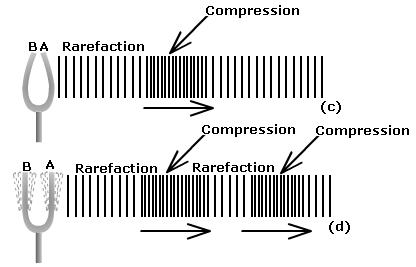 Compression
B A Rarefaction
(c)
Compression Compression
B A Rarefaction Rarefaction
(d)